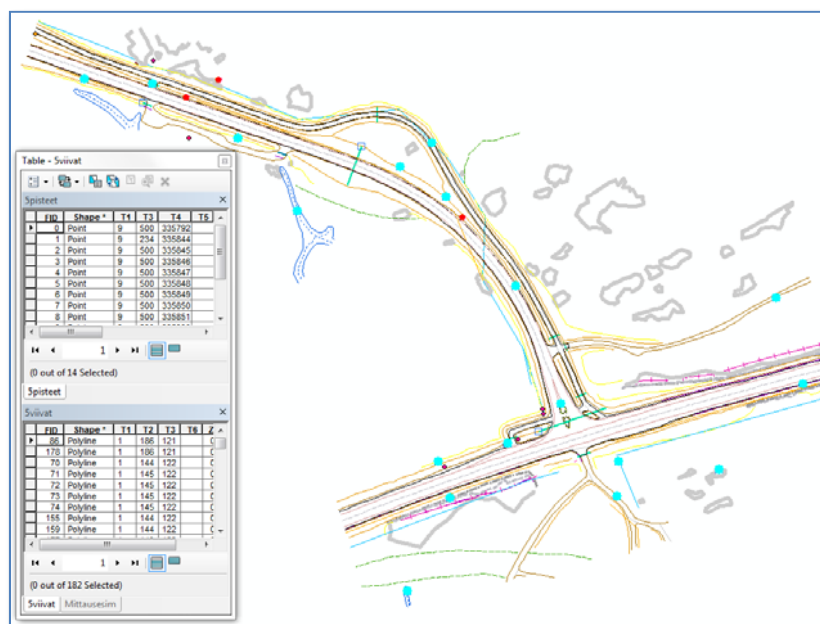 Table - 5viivat
5pisteet
FID Shape * T1 T3 T4 T5
0 Point 9 500 335792
1 Point 9 234 335844
2 Point 9 500 335845
3 Point 9 500 335846
4 Point 9 500 335847
5 Point 9 500 335848
6 Point 9 500 335849
7 Point 9 500 335850
8 Point 9 500 335851
1
(0 out of 14 Selected)
5pisteet
5viivat
FID Shape * T1 T2 T3 T6 Z
86 Polyline 1 186 121
178 Polyline 1 186 121
70 Polyline 1 144 122
71 Polyline 1 145 122
72 Polyline 1 145 122
73 Polyline 1 145 122
74 Polyline 1 145 122
155 Polyline 1 144 122
159 Polyline 1 144 122
1
(0 out of 182 Selected)
5viivat Mittausesim